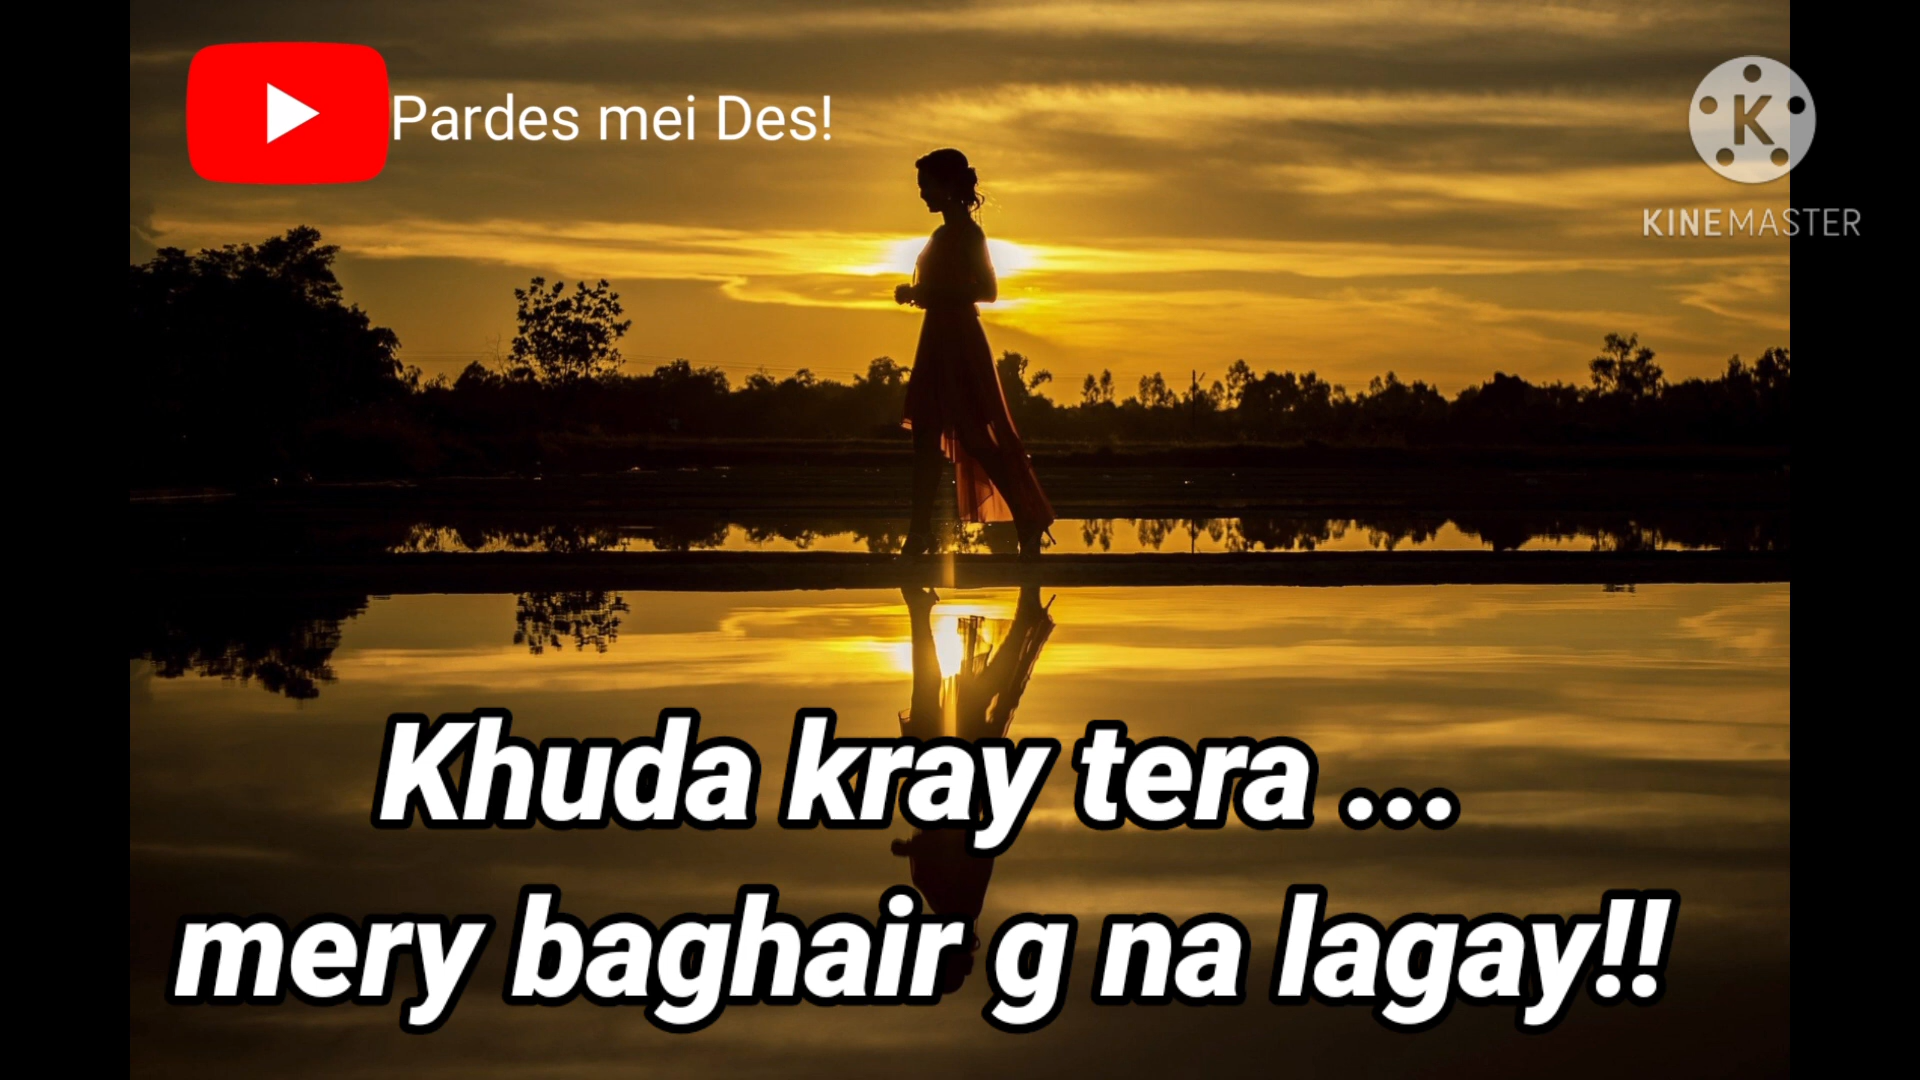 Pardes mei Des!
K
KINEMASTER
Khuda kray tera ...
mery baghair g na lagay!!